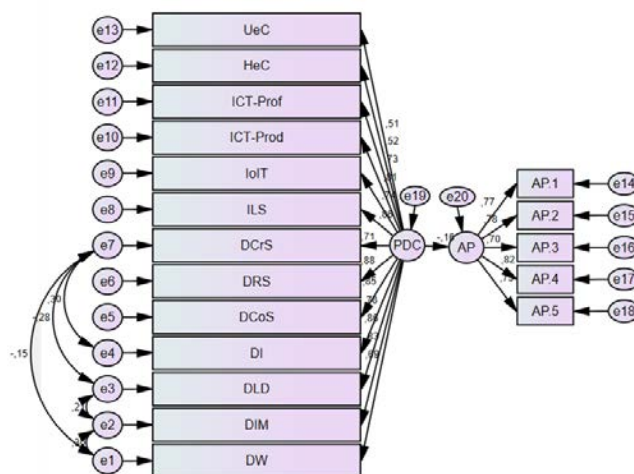 e13 UeC
e12 HeC
e11 ICT-Prof
e10 ICT-Prod
e9 IoIT
e8 ILS
e7 DCrS
e6 DRS
e5 DCoS
e4 DI
e3 DLD
e2 DIM
e1 DW
,51
,52
,73
,71
,88
-,15
-,28
,30
e19
PDC
e20
AP
,77
,78
,70
,82
AP.1 e14
AP.2 e15
AP.3 e16
AP.4 e17
AP.5 e18